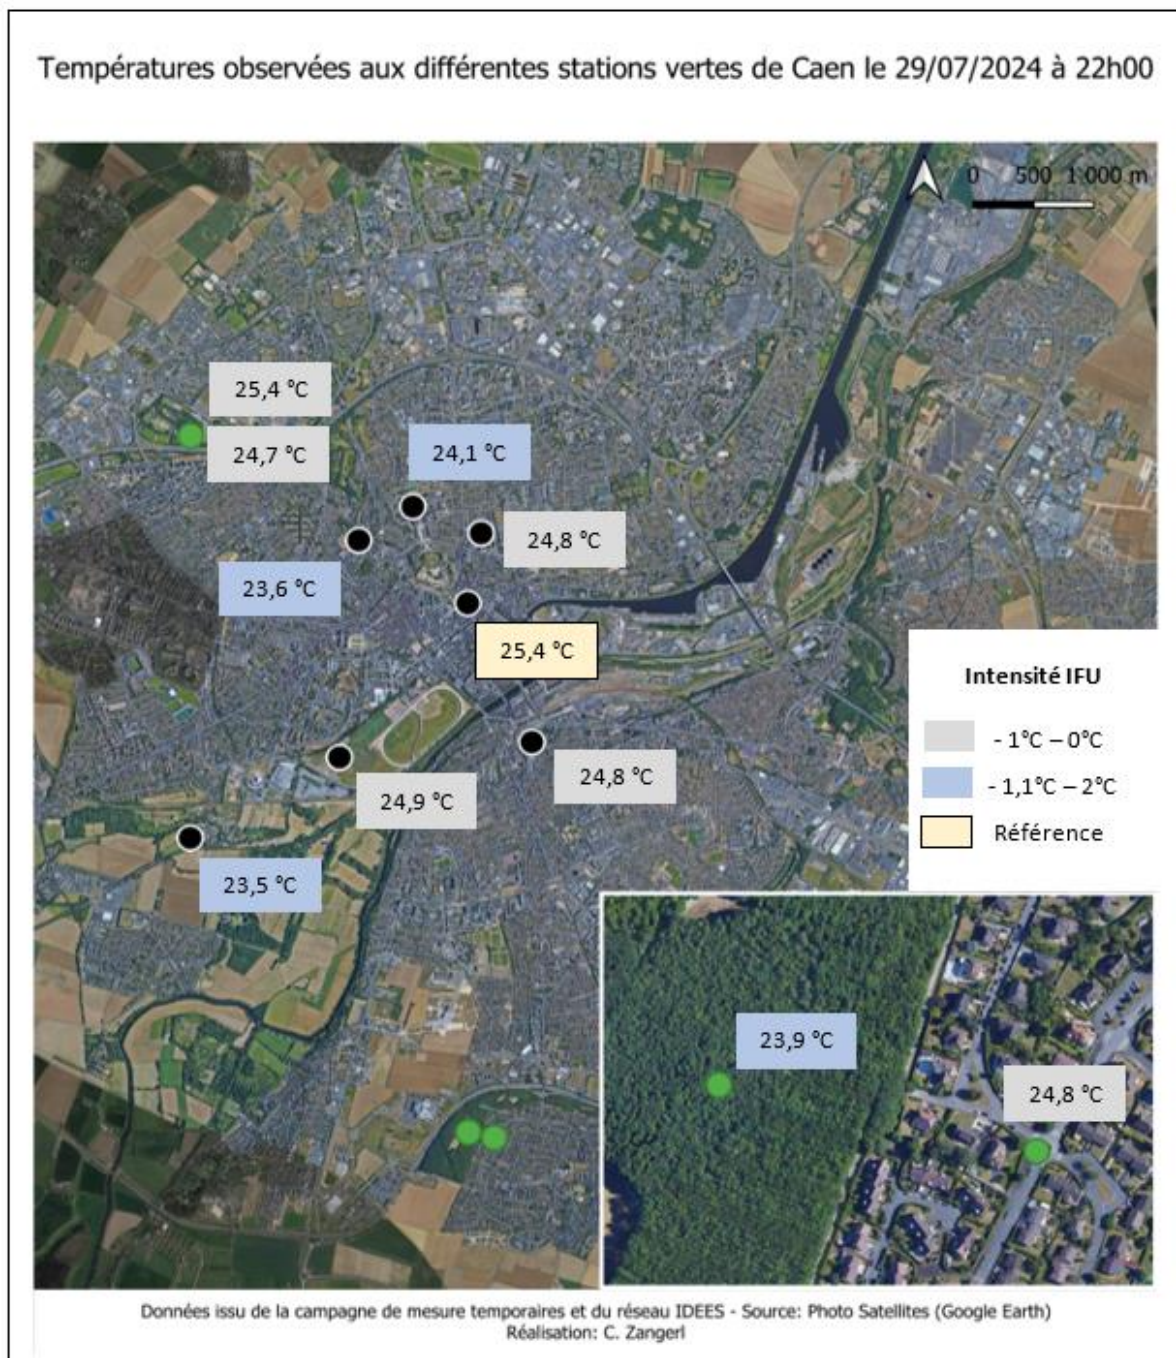 Températures observées aux différentes stations vertes de Caen le 29/07/2024 à 22h00
0 500 1 000 m
25,4 °C
24,7 °C
24,1 °C
24,8 °C
23,6 °C
25,4 °C
24,8 °C
24,9 °C
23,5 °C
Intensité IFU
- 1°C – 0°C
- 1,1°C – 2°C
Référence
23,9 °C
24,8 °C
Données issu de la campagne de mesure temporaires et du réseau IDEES - Source: Photo Satellites (Google Earth)
Réalisation: C. Zangerl